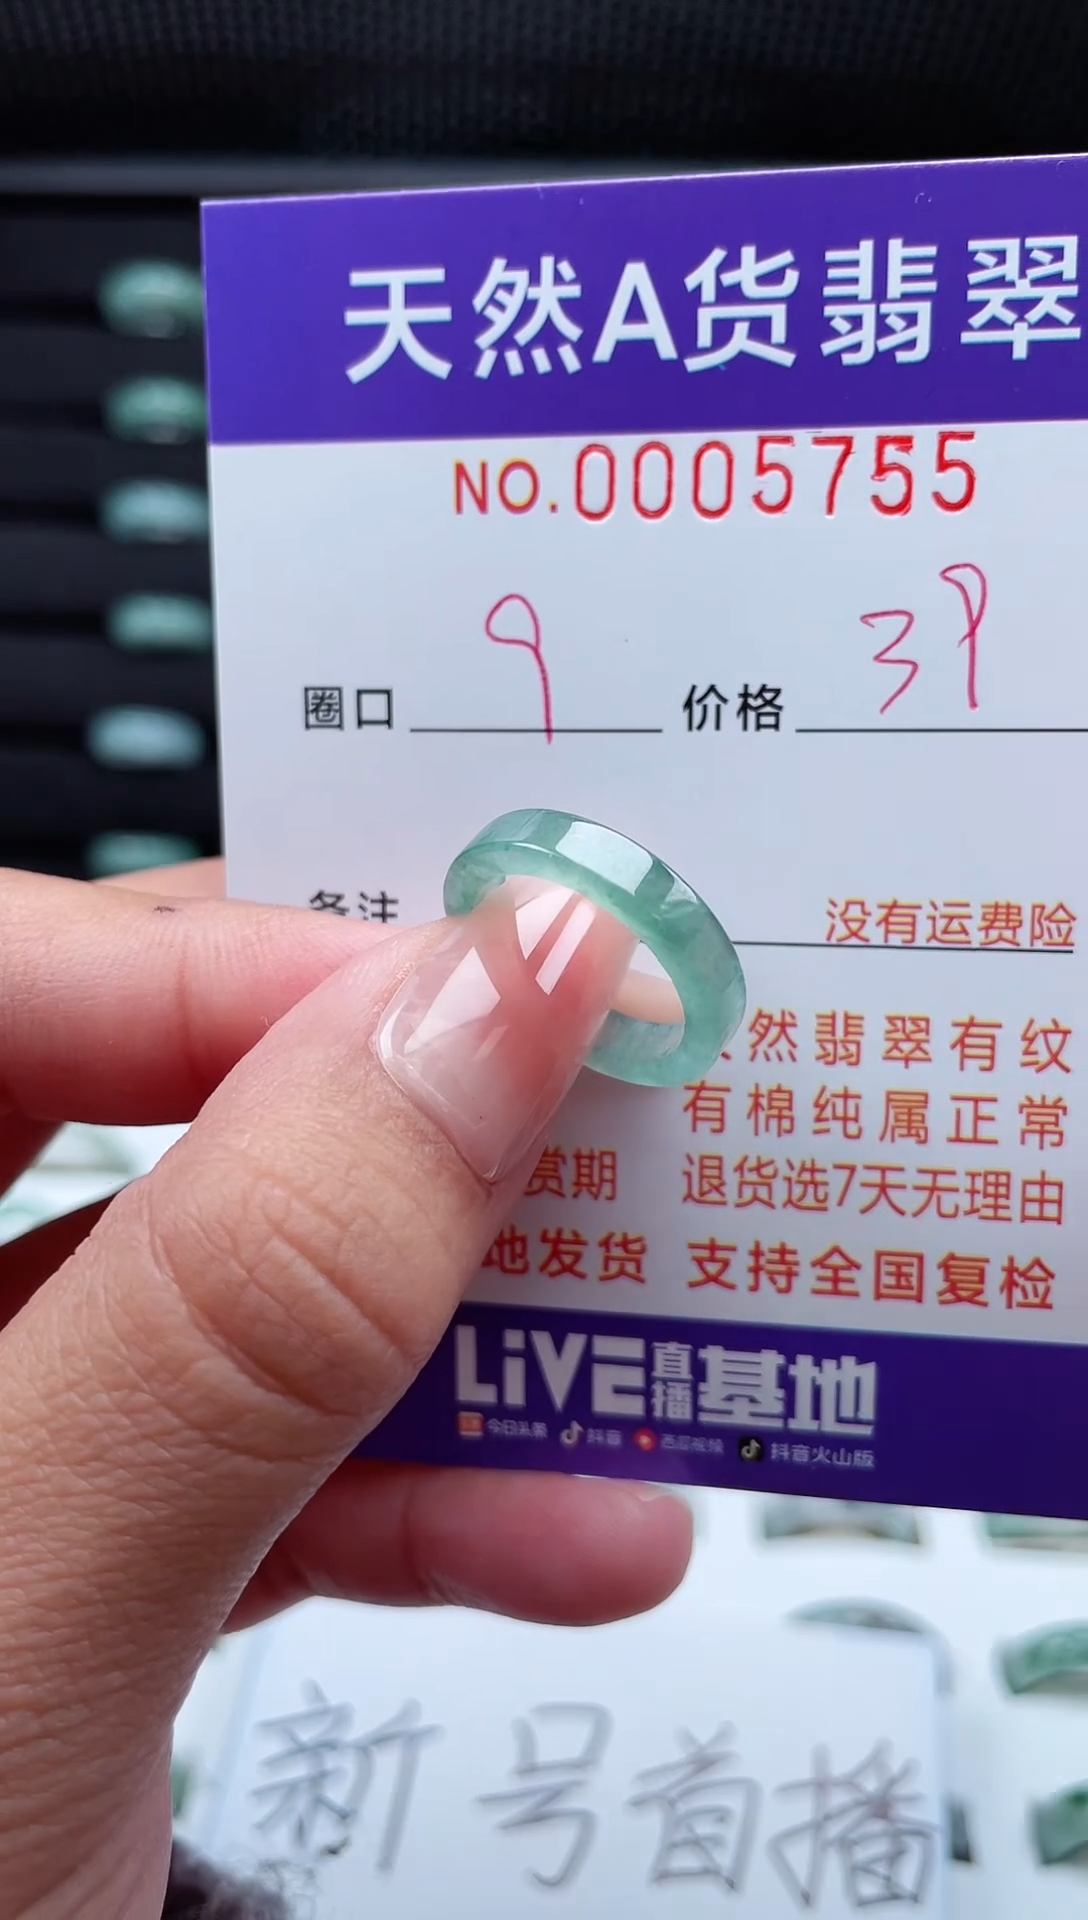 天然A货翡翠
NO.0005755
圈口 9 价格 39
备注 没有运费险
然翡翠有纹
有棉纯属正常
赏期 退货选7天无理由
地发货 支持全国复检
LiVE直播基地
今日头条 抖音 西瓜视频 抖音火山版
新号首播